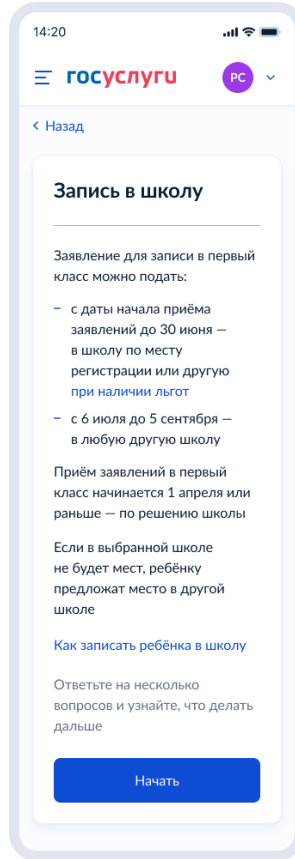 14:20
госуслуги
РС
Назад
Запись в школу
Заявление для записи в первый
класс можно подать:
– с даты начала приёма
заявлений до 30 июня —
в школу по месту
регистрации или другую
при наличии льгот
– с 6 июля до 5 сентября —
в любую другую школу
Приём заявлений в первый
класс начинается 1 апреля или
раньше — по решению школы
Если в выбранной школе
не будет мест, ребёнку
предложат место в другой
школе
Как записать ребёнка в школу
Ответьте на несколько
вопросов и узнайте, что делать
дальше
Начать